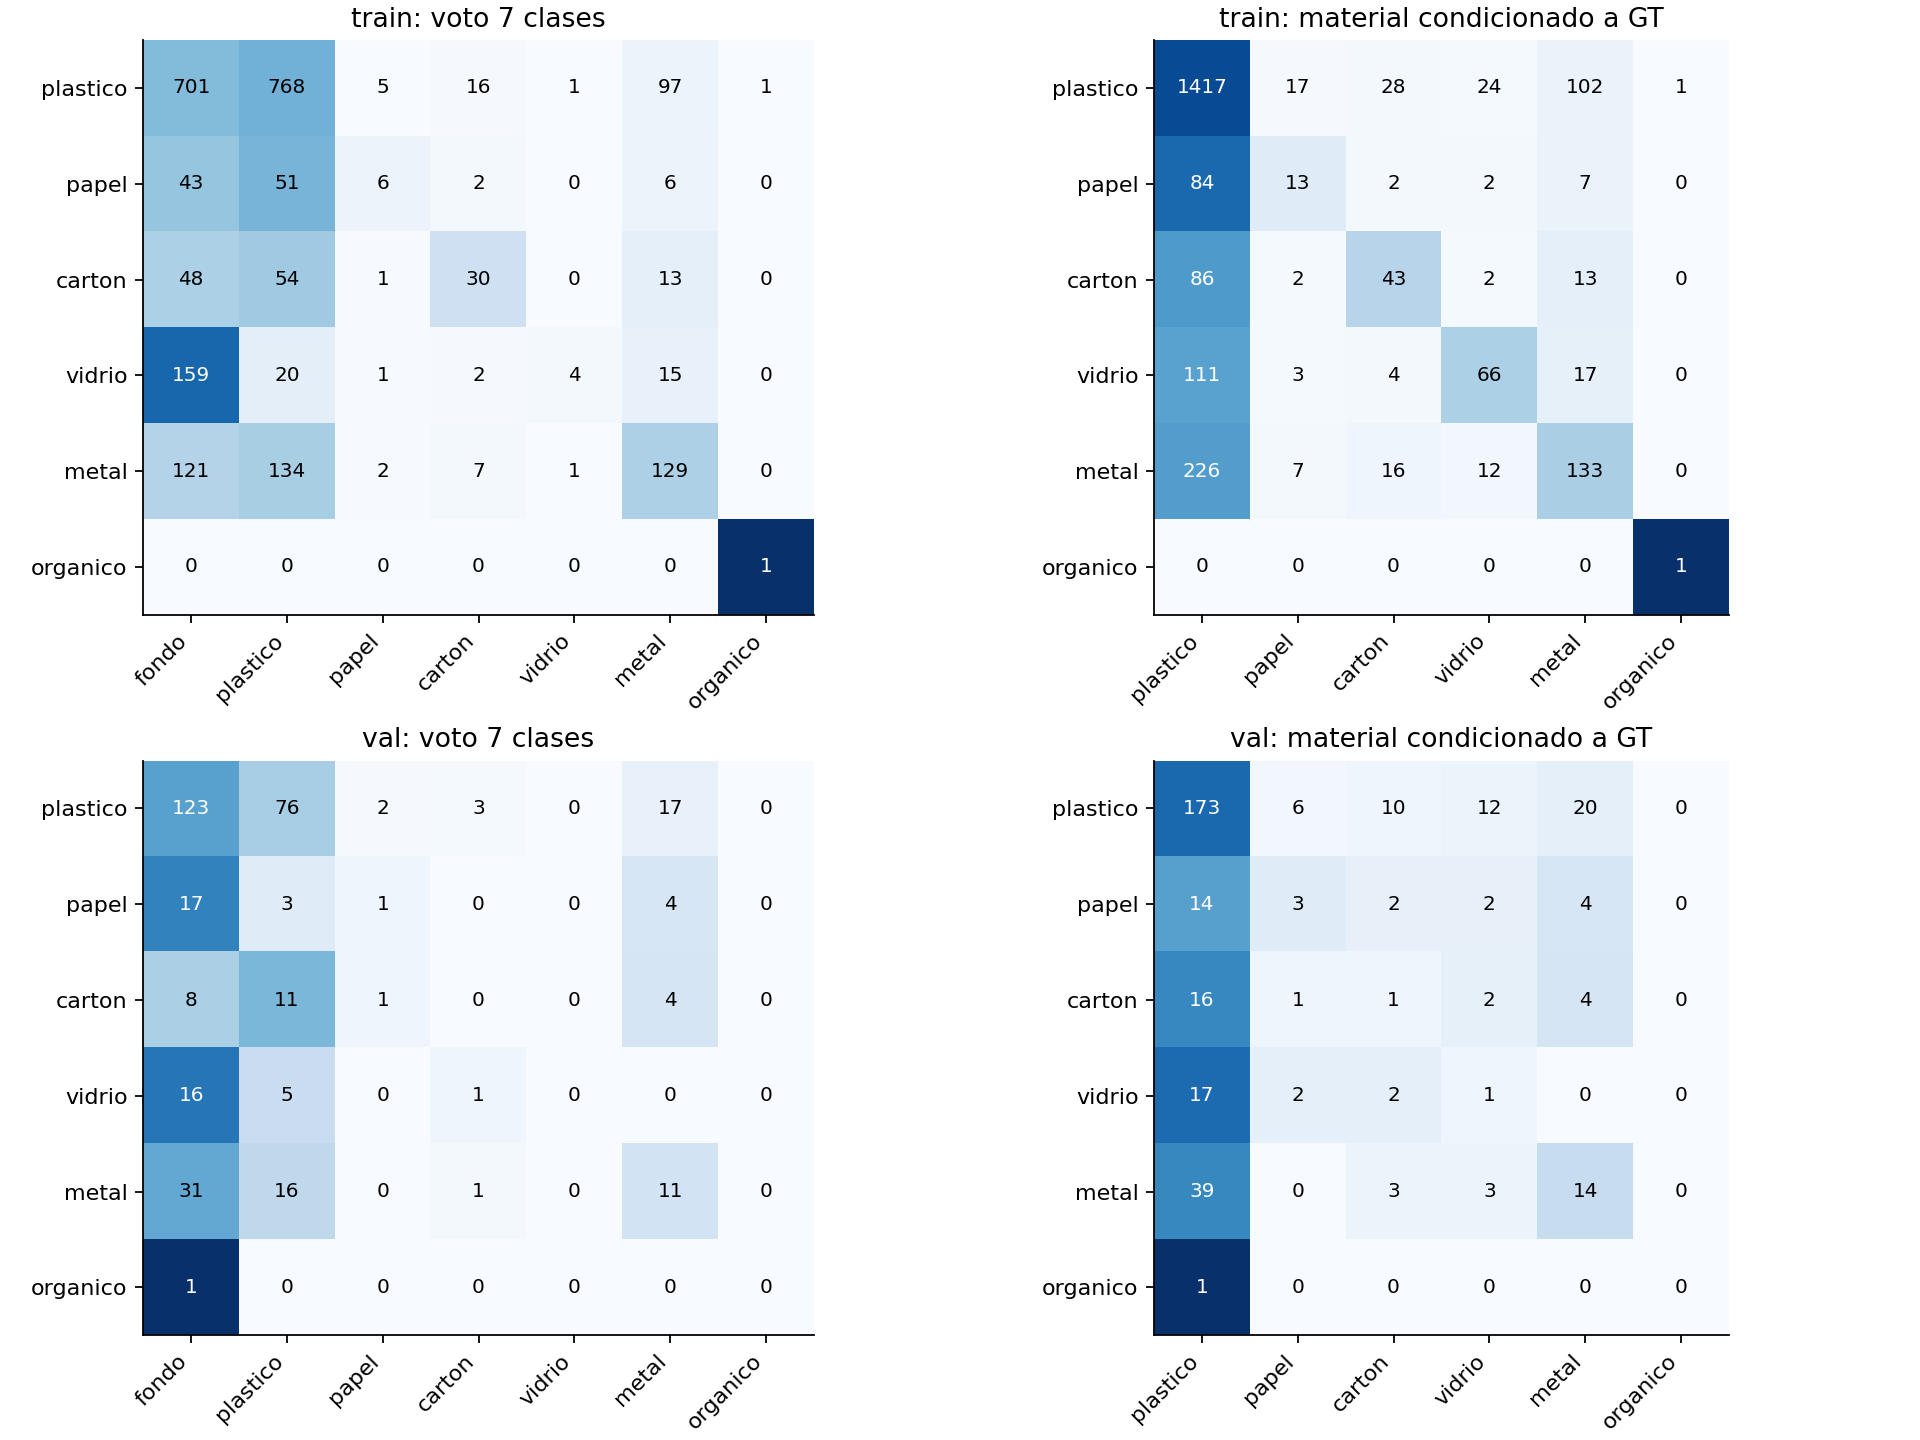 train: voto 7 clases
plastico 701 768 5 16 1 97 1
papel 43 51 6 2 0 6 0
carton 48 54 1 30 0 13 0
vidrio 159 20 1 2 4 15 0
metal 121 134 2 7 1 129 0
organico 0 0 0 0 0 0 1
fondo plastico papel carton vidrio metal organico
train: material condicionado a GT
plastico 1417 17 28 24 102 1
papel 84 13 2 2 7 0
carton 86 2 43 2 13 0
vidrio 111 3 4 66 17 0
metal 226 7 16 12 133 0
organico 0 0 0 0 0 1
plastico papel carton vidrio metal organico
val: voto 7 clases
plastico 123 76 2 3 0 17 0
papel 17 3 1 0 0 4 0
carton 8 11 1 0 0 4 0
vidrio 16 5 0 1 0 0 0
metal 31 16 0 1 0 11 0
organico 1 0 0 0 0 0 0
fondo plastico papel carton vidrio metal organico
val: material condicionado a GT
plastico 173 6 10 12 20 0
papel 14 3 2 2 4 0
carton 16 1 1 2 4 0
vidrio 17 2 2 1 0 0
metal 39 0 3 3 14 0
organico 1 0 0 0 0 0
plastico papel carton vidrio metal organico